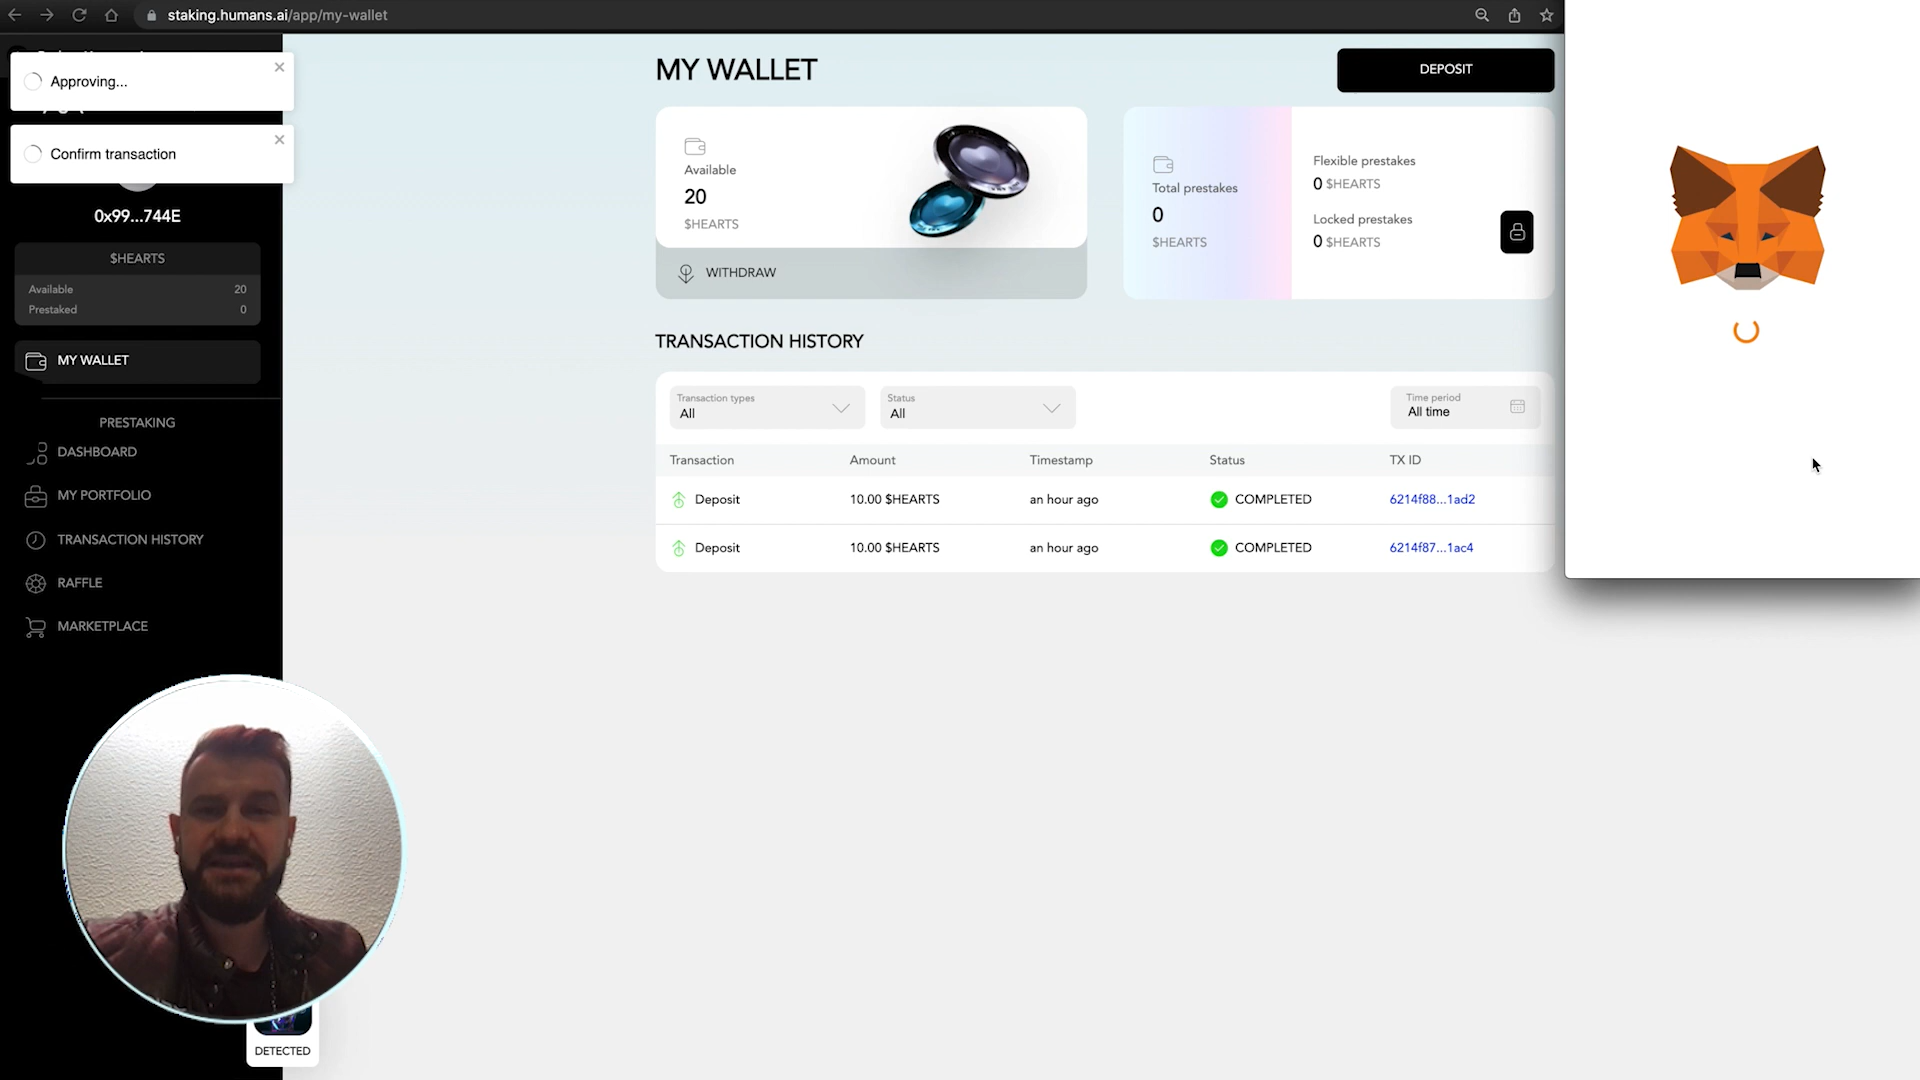 staking.humans.ai/app/my-wallet
Approving...
Confirm transaction
0x99...744E
$HEARTS
Available 20
Prestaked 0
MY WALLET
PRESTAKING
DASHBOARD
MY PORTFOLIO
TRANSACTION HISTORY
RAFFLE
MARKETPLACE
DETECTED
MY WALLET
DEPOSIT
Available
20
$HEARTS
WITHDRAW
Total prestakes
0
$HEARTS
Flexible prestakes
0 $HEARTS
Locked prestakes
0 $HEARTS
TRANSACTION HISTORY
Transaction types
All
Status
All
Time period
All time
Transaction Amount Timestamp Status TX ID
Deposit 10.00 $HEARTS an hour ago COMPLETED 6214f88...1ad2
Deposit 10.00 $HEARTS an hour ago COMPLETED 6214f87...1ac4